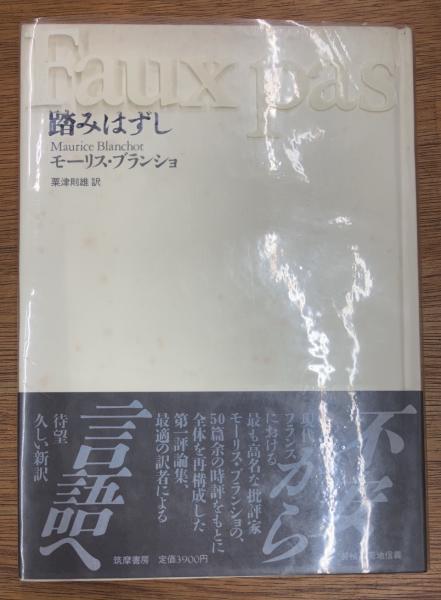 Faux pas
踏みはずし
Maurice Blanchot
モーリス・ブランショ
粟津則雄 訳
不安から
言語へ
現代
フランス
における
最も高名な批評家
モーリス・ブランショの、
50篇余の時評をもとに
全体を再構成した
第一評論集、
最適の訳者による
待望
久しい新訳
筑摩書房 定価3900円
菊地信義